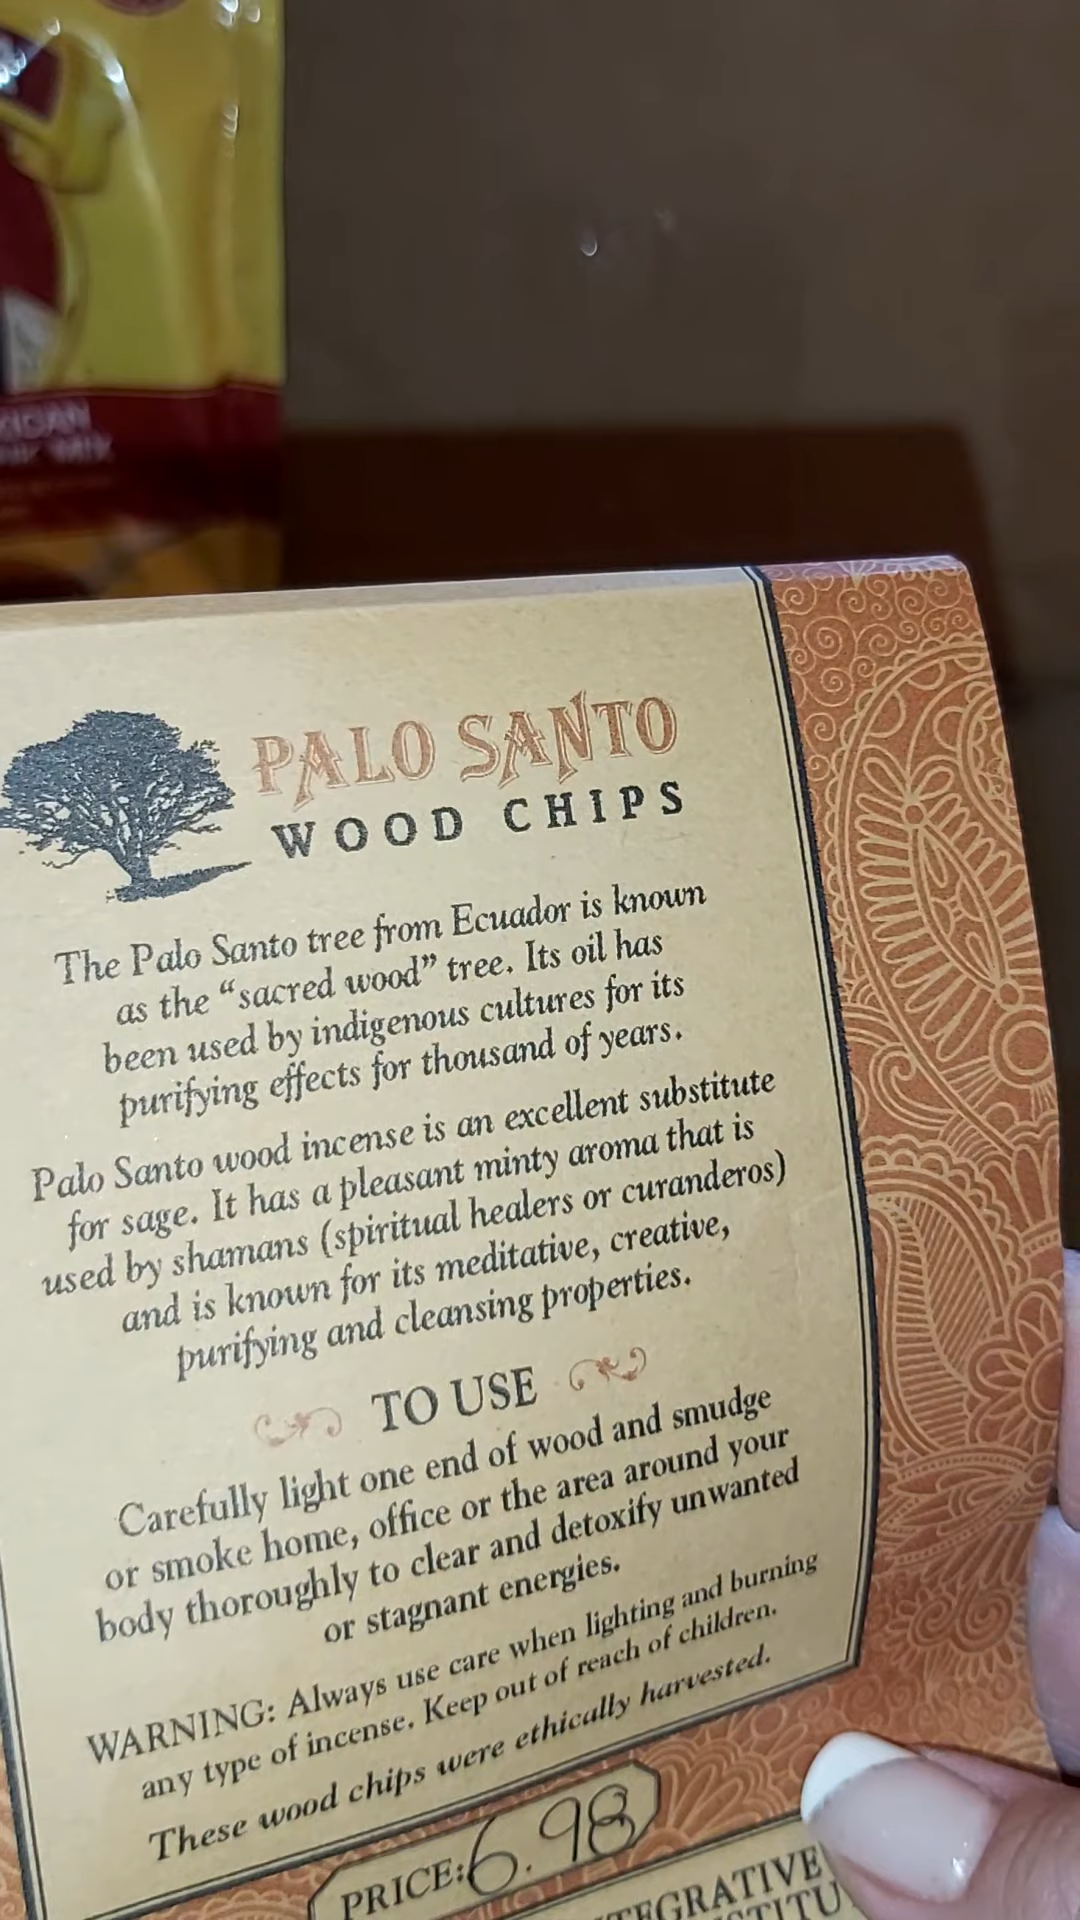 MIX
PALO SANTO
WOOD CHIPS
The Palo Santo tree from Ecuador is known
as the “sacred wood” tree. Its oil has
been used by indigenous cultures for its
purifying effects for thousand of years.
Palo Santo wood incense is an excellent substitute
for sage. It has a pleasant minty aroma that is
used by shamans (spiritual healers or curanderos)
and is known for its meditative, creative,
purifying and cleansing properties.
TO USE
Carefully light one end of wood and smudge
or smoke home, office or the area around your
body thoroughly to clear and detoxify unwanted
or stagnant energies.
WARNING: Always use care when lighting and burning
any type of incense. Keep out of reach of children.
These wood chips were ethically harvested.
PRICE: 6.98